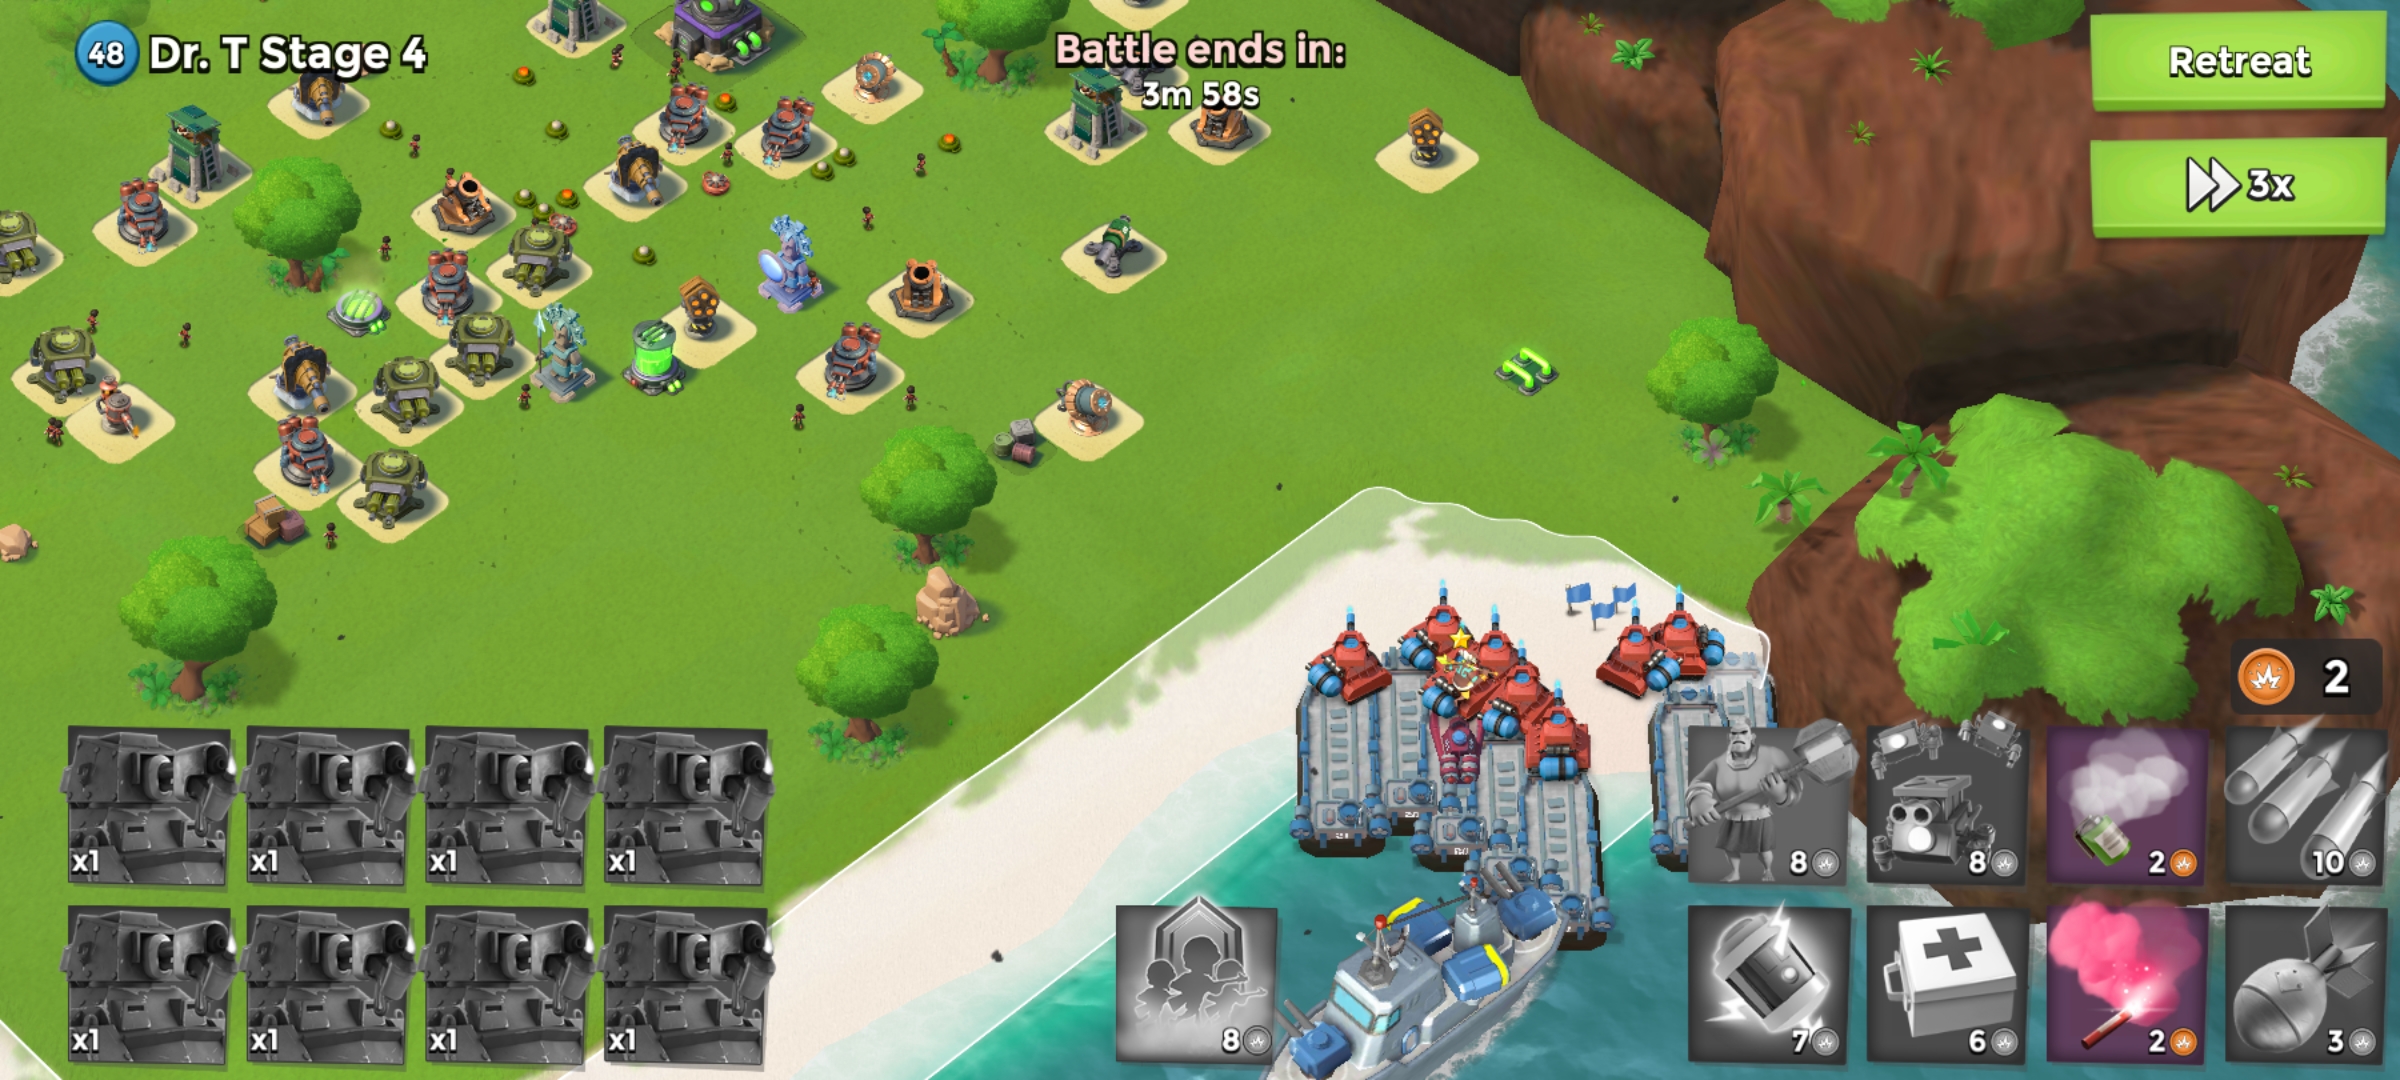 48 Dr. T Stage 4
Battle ends in:
3m 58s
Retreat
3x
2
x1 x1 x1 x1
8 8 2 10
x1 x1 x1 x1
8 7 6 2 3